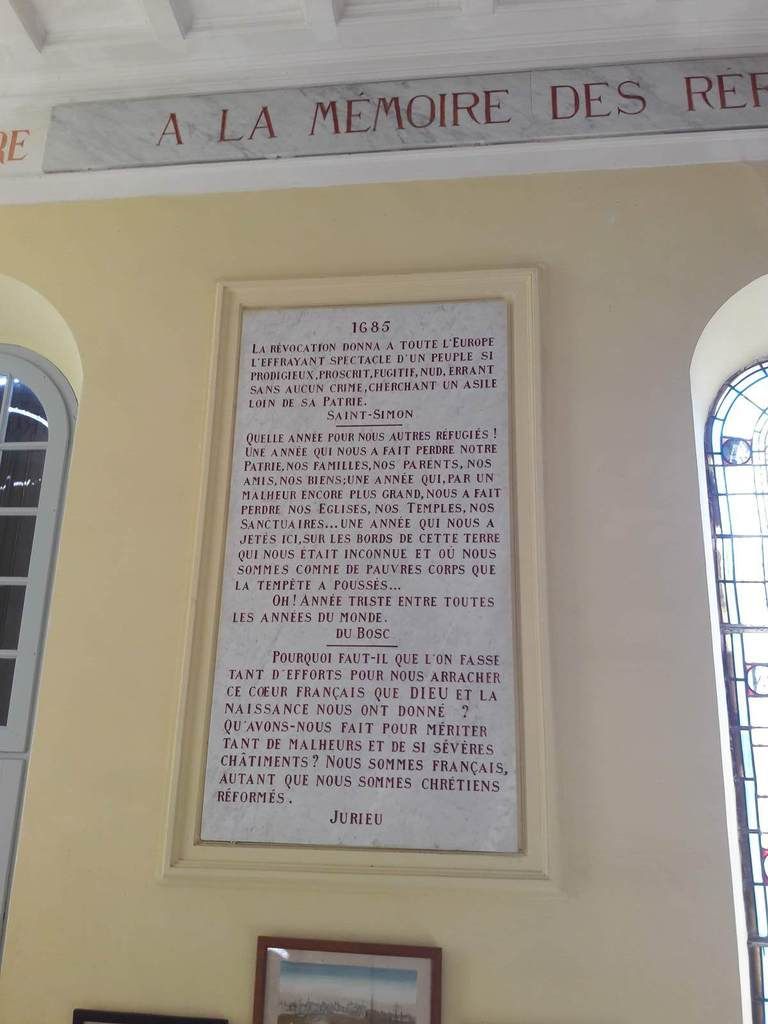 RE
A LA MÉMOIRE DES RÉF
1685
LA RÉVOCATION DONNA A TOUTE L'EUROPE
L'EFFRAYANT SPECTACLE D'UN PEUPLE SI
PRODIGIEUX, PROSCRIT, FUGITIF, NUD, ERRANT
SANS AUCUN CRIME, CHERCHANT UN ASILE
LOIN DE SA PATRIE.
SAINT-SIMON
QUELLE ANNÉE POUR NOUS AUTRES RÉFUGIÉS !
UNE ANNÉE QUI NOUS A FAIT PERDRE NOTRE
PATRIE, NOS FAMILLES, NOS PARENTS, NOS
AMIS, NOS BIENS; UNE ANNÉE QUI, PAR UN
MALHEUR ENCORE PLUS GRAND, NOUS A FAIT
PERDRE NOS EGLISES, NOS TEMPLES, NOS
SANCTUAIRES... UNE ANNÉE QUI NOUS A
JETÉS ICI, SUR LES BORDS DE CETTE TERRE
QUI NOUS ÉTAIT INCONNUE ET OÙ NOUS
SOMMES COMME DE PAUVRES CORPS QUE
LA TEMPÊTE A POUSSÉS...
OH ! ANNÉE TRISTE ENTRE TOUTES
LES ANNÉES DU MONDE.
DU BOSC
POURQUOI FAUT-IL QUE L'ON FASSE
TANT D'EFFORTS POUR NOUS ARRACHER
CE CŒUR FRANÇAIS QUE DIEU ET LA
NAISSANCE NOUS ONT DONNÉ ?
QU'AVONS-NOUS FAIT POUR MÉRITER
TANT DE MALHEURS ET DE SI SÉVÈRES
CHÂTIMENTS ? NOUS SOMMES FRANÇAIS,
AUTANT QUE NOUS SOMMES CHRÉTIENS
RÉFORMÉS.
JURIEU